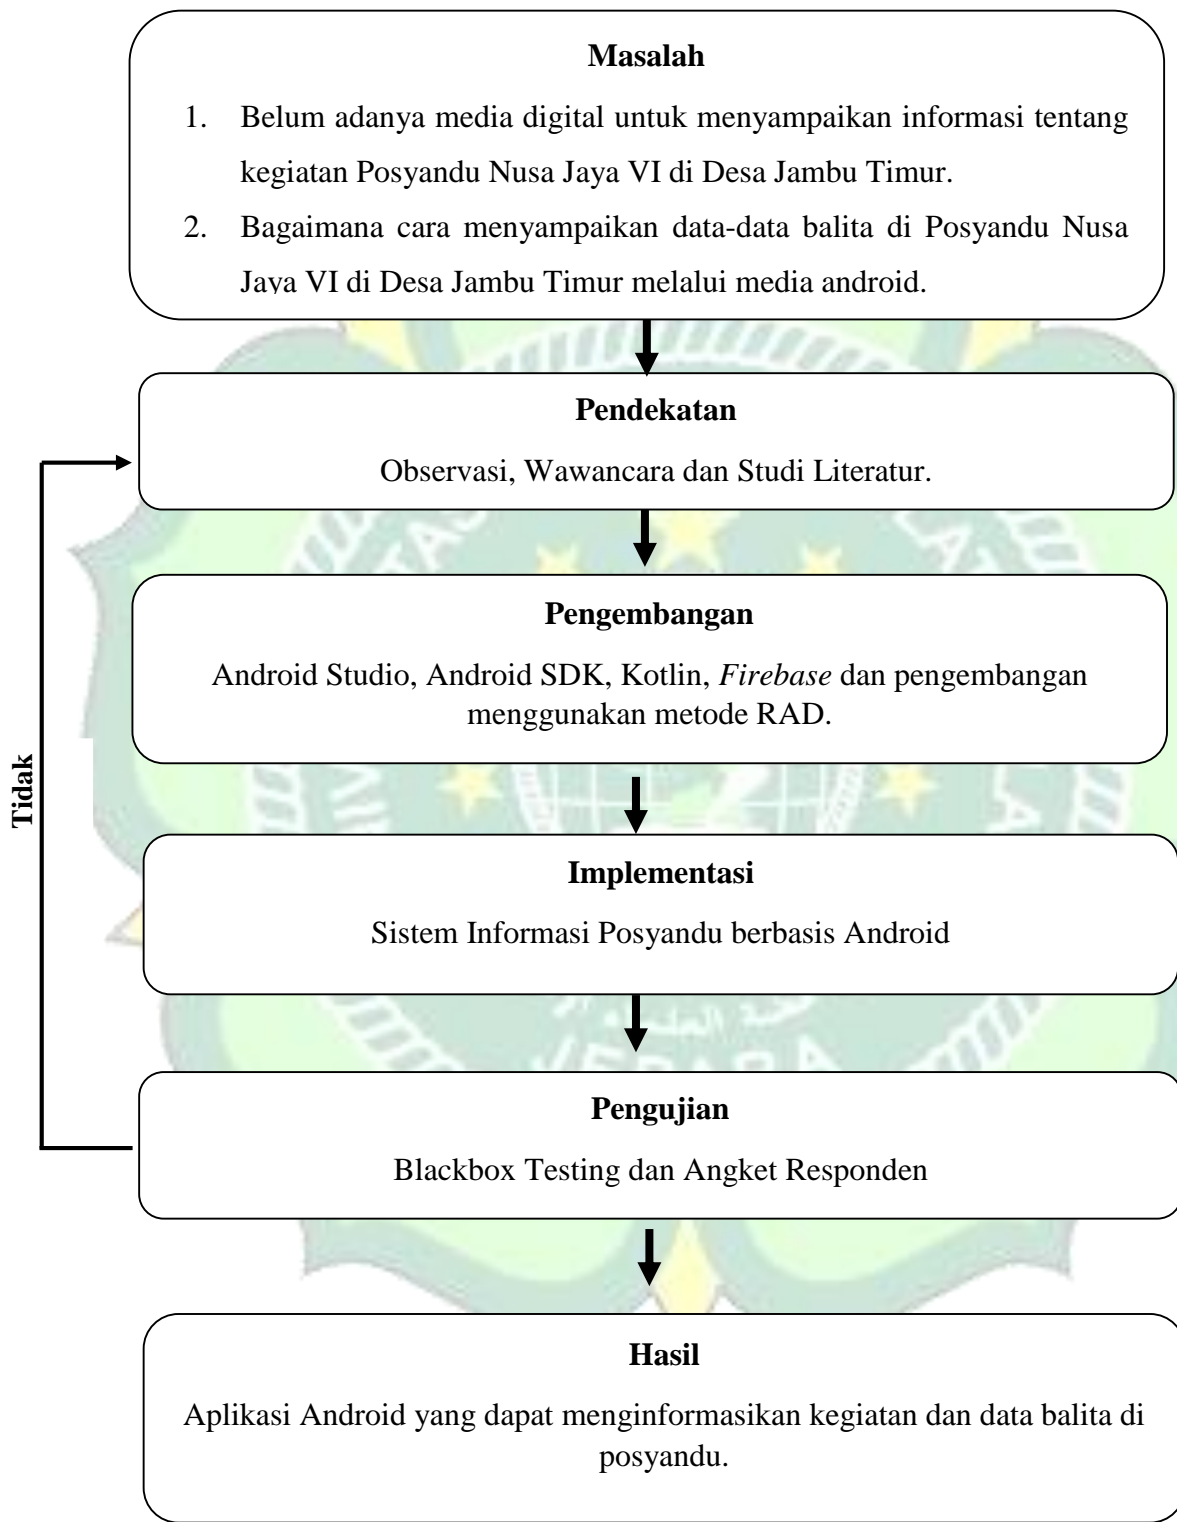 Masalah
1. Belum adanya media digital untuk menyampaikan informasi tentang
kegiatan Posyandu Nusa Jaya VI di Desa Jambu Timur.
2. Bagaimana cara menyampaikan data-data balita di Posyandu Nusa
Jaya VI di Desa Jambu Timur melalui media android.
Pendekatan
Observasi, Wawancara dan Studi Literatur.
Pengembangan
Android Studio, Android SDK, Kotlin, Firebase dan pengembangan
menggunakan metode RAD.
Tidak
Implementasi
Sistem Informasi Posyandu berbasis Android
Pengujian
Blackbox Testing dan Angket Responden
Hasil
Aplikasi Android yang dapat menginformasikan kegiatan dan data balita di
posyandu.